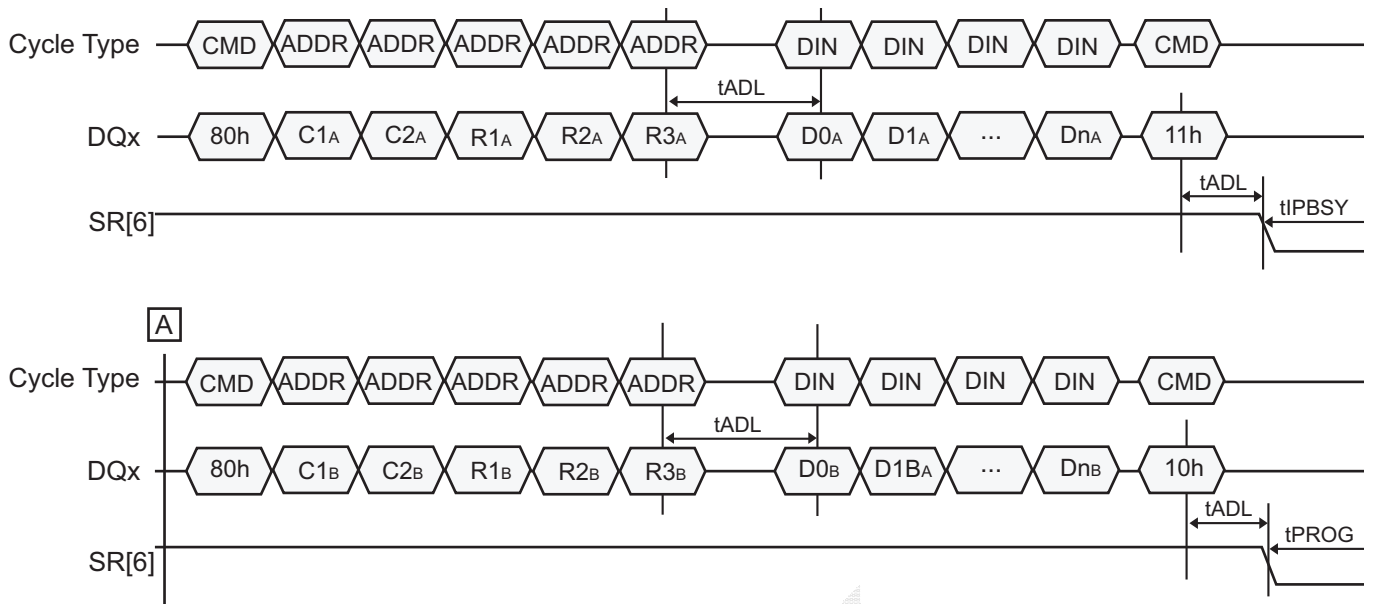 Cycle Type CMD ADDR ADDR ADDR ADDR ADDR DIN DIN DIN DIN CMD
tADL
DQx 80h C1A C2A R1A R2A R3A D0A D1A ... DnA 11h
tADL
tIPBSY
SR[6]
A
Cycle Type CMD ADDR ADDR ADDR ADDR ADDR DIN DIN DIN DIN CMD
tADL
DQx 80h C1B C2B R1B R2B R3B D0B D1BA ... DnB 10h
tADL
tPROG
SR[6]